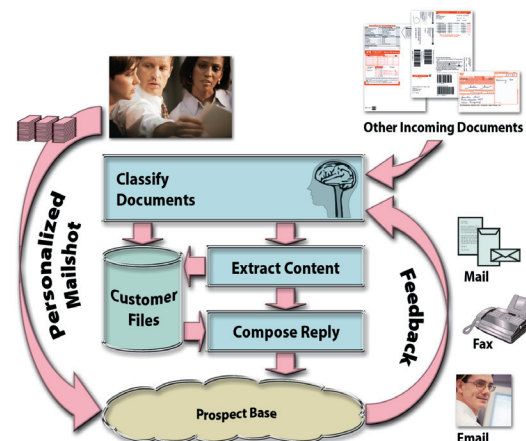 Other Incoming Documents
Classify
Documents
Personalized
Mailshot
Extract Content
Customer
Files
Compose Reply
Feedback
Mail
Fax
Prospect Base
Email